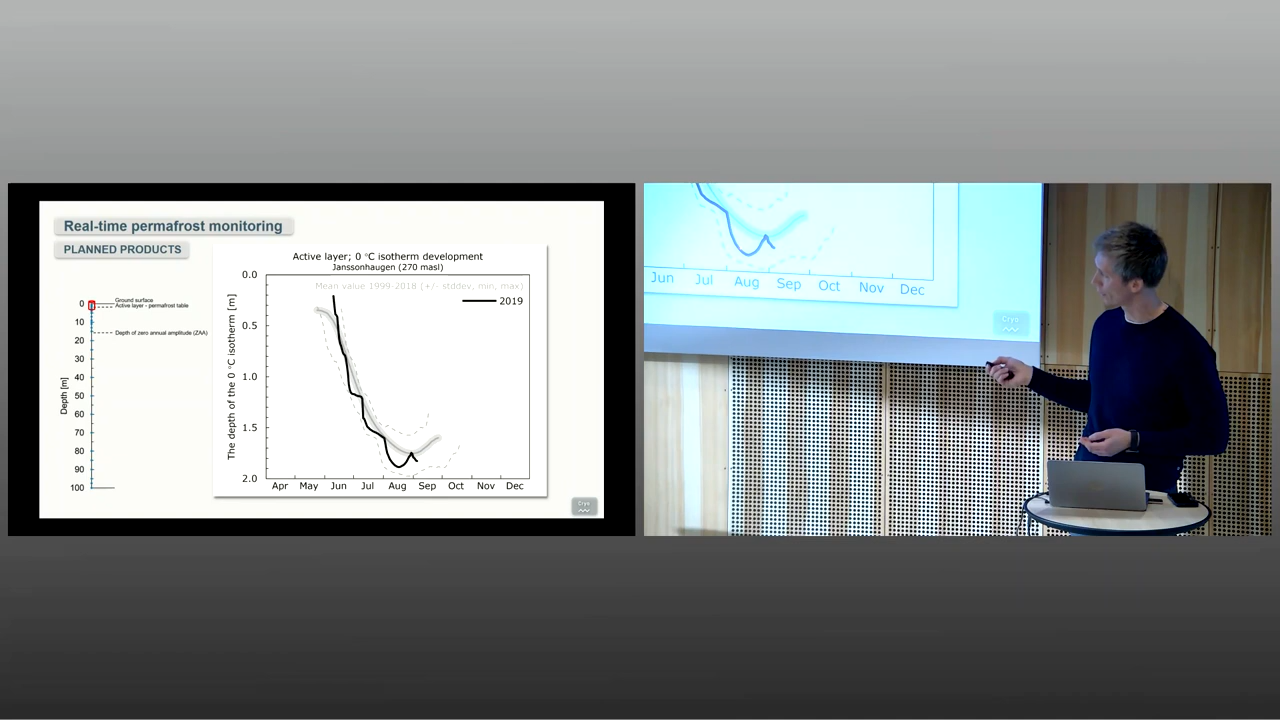 Real-time permafrost monitoring
PLANNED PRODUCTS
Active layer; 0 °C isotherm development
Janssonhaugen (270 masl)
Mean value 1999-2018 [+/- stddev, min, max]
2019
The depth of the 0 °C isotherm [m]
0.0
0.5
1.0
1.5
2.0
Apr May Jun Jul Aug Sep Oct Nov Dec
Ground surface
Active layer - permafrost table
Depth of zero annual amplitude (ZAA)
Depth [m]
0
10
20
30
40
50
60
70
80
90
100
Cryo
Jun Jul Aug Sep Oct Nov Dec
Cryo